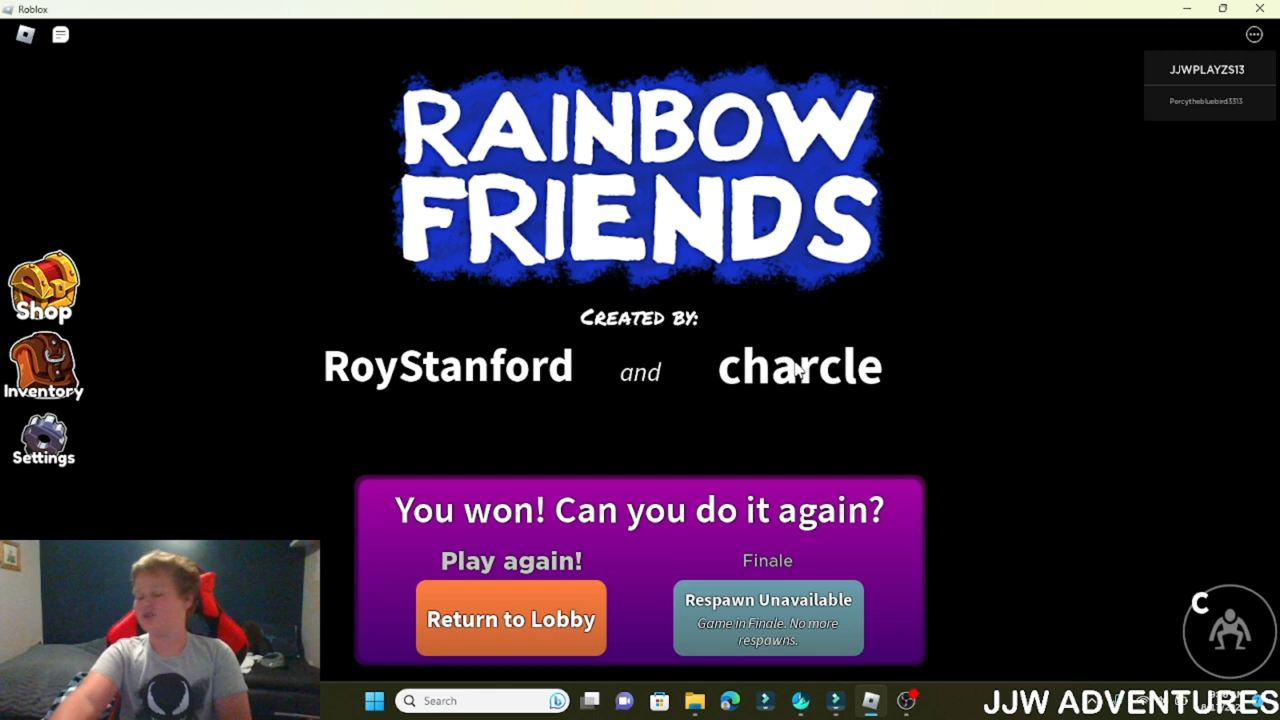 Roblox
JJWPLAYZS13
Percythebluebird3313
RAINBOW
FRIENDS
CREATED BY:
RoyStanford and charcle
Shop
Inventory
Settings
You won! Can you do it again?
Play again!
Finale
Return to Lobby
Respawn Unavailable
Game in Finale. No more
respawns.
C
Search
JJW ADVENTURES